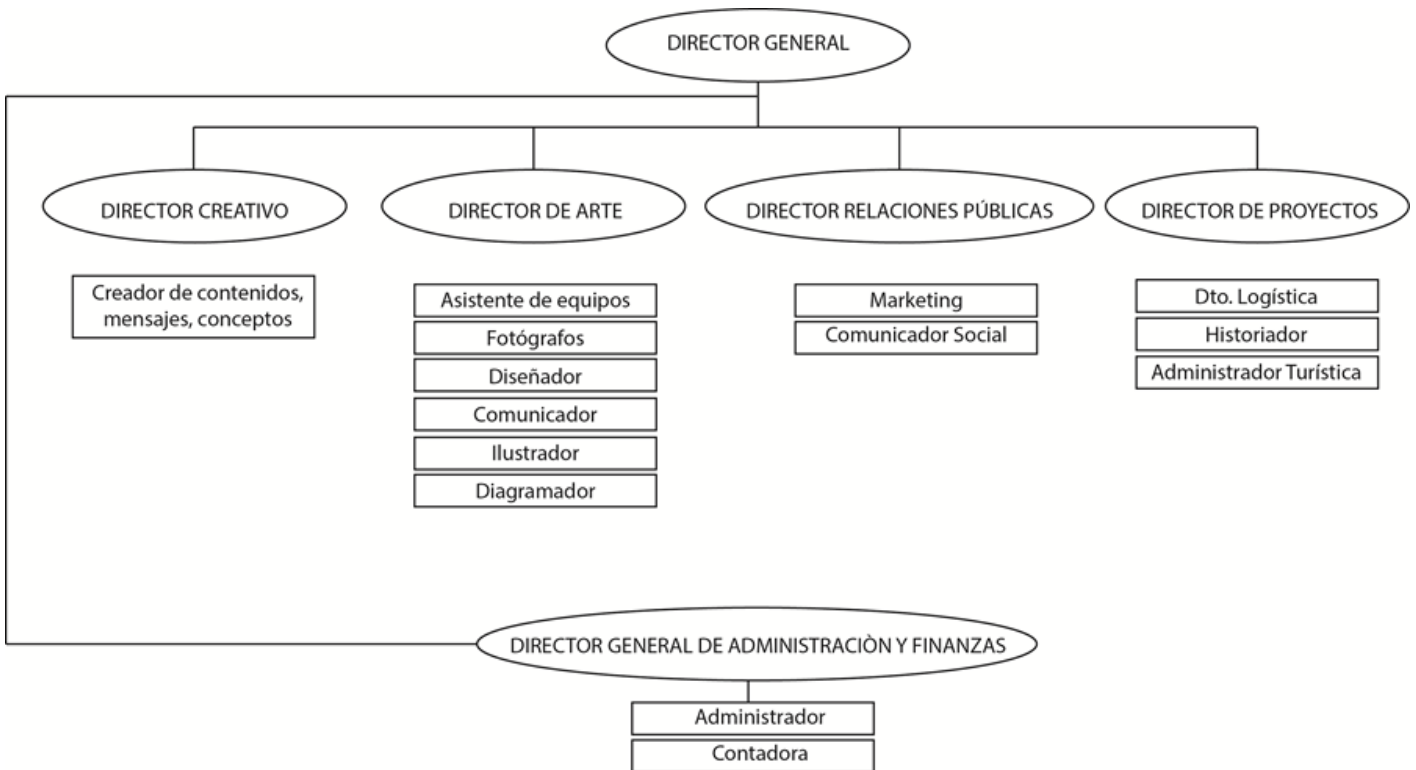 DIRECTOR GENERAL
DIRECTOR CREATIVO
Creador de contenidos,
mensajes, conceptos
DIRECTOR DE ARTE
Asistente de equipos
Fotógrafos
Diseñador
Comunicador
Ilustrador
Diagramador
DIRECTOR RELACIONES PÚBLICAS
Marketing
Comunicador Social
DIRECTOR DE PROYECTOS
Dto. Logística
Historiador
Administrador Turística
DIRECTOR GENERAL DE ADMINISTRACIÒN Y FINANZAS
Administrador
Contadora